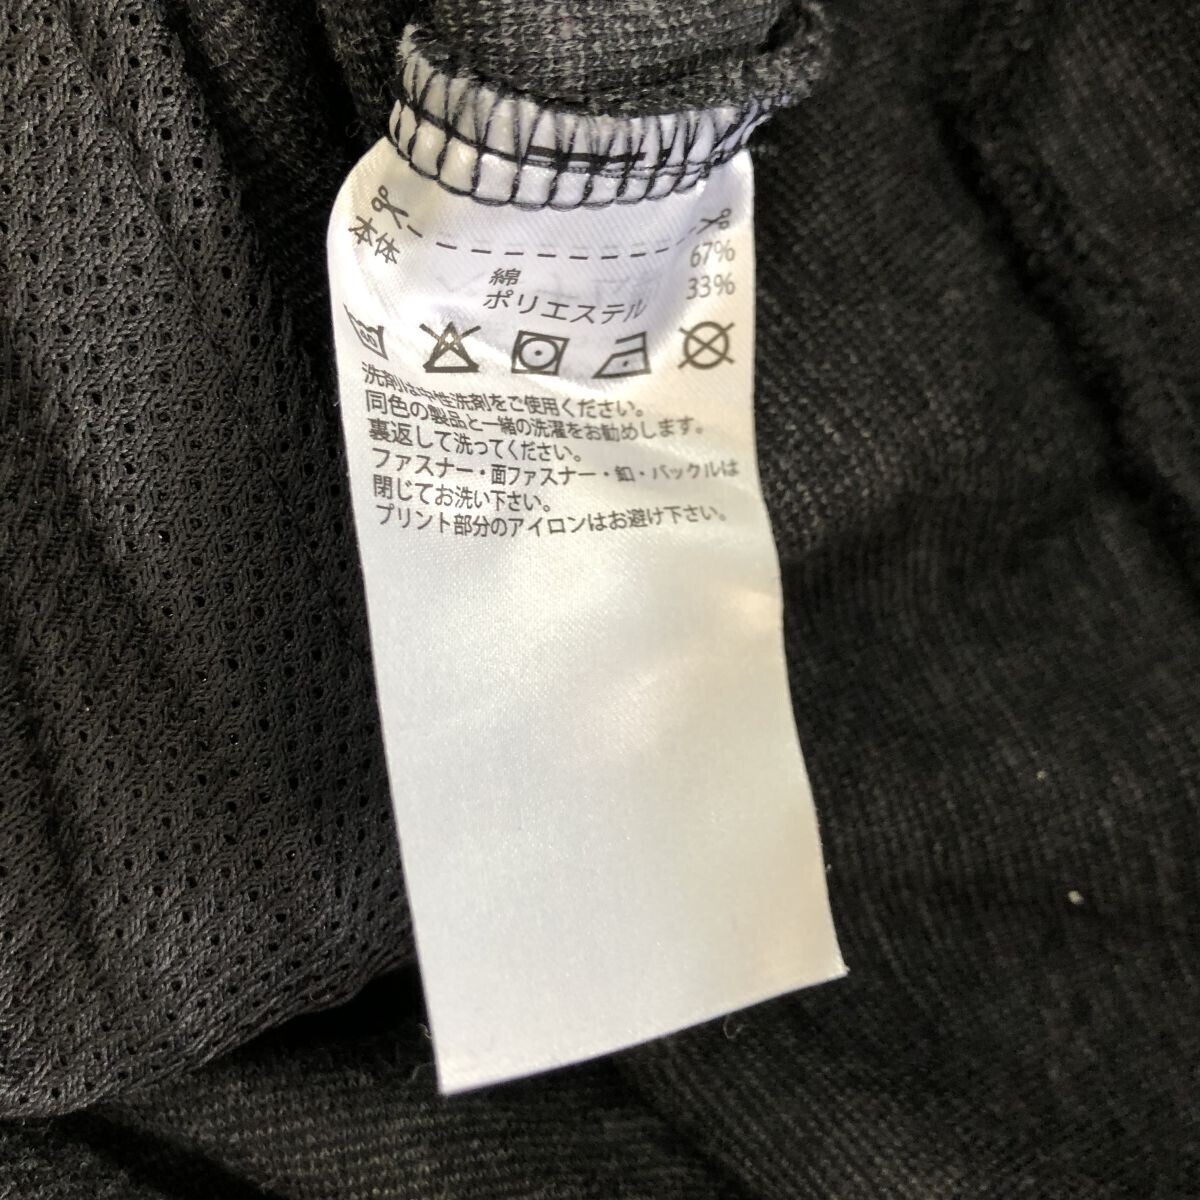 本体
綿 67%
ポリエステル 33%
洗剤は中性洗剤をご使用ください。
同色の製品と一緒の洗濯をお勧めします。
裏返して洗ってください。
ファスナー・面ファスナー・釦・バックルは
閉じてお洗い下さい。
プリント部分のアイロンはお避け下さい。